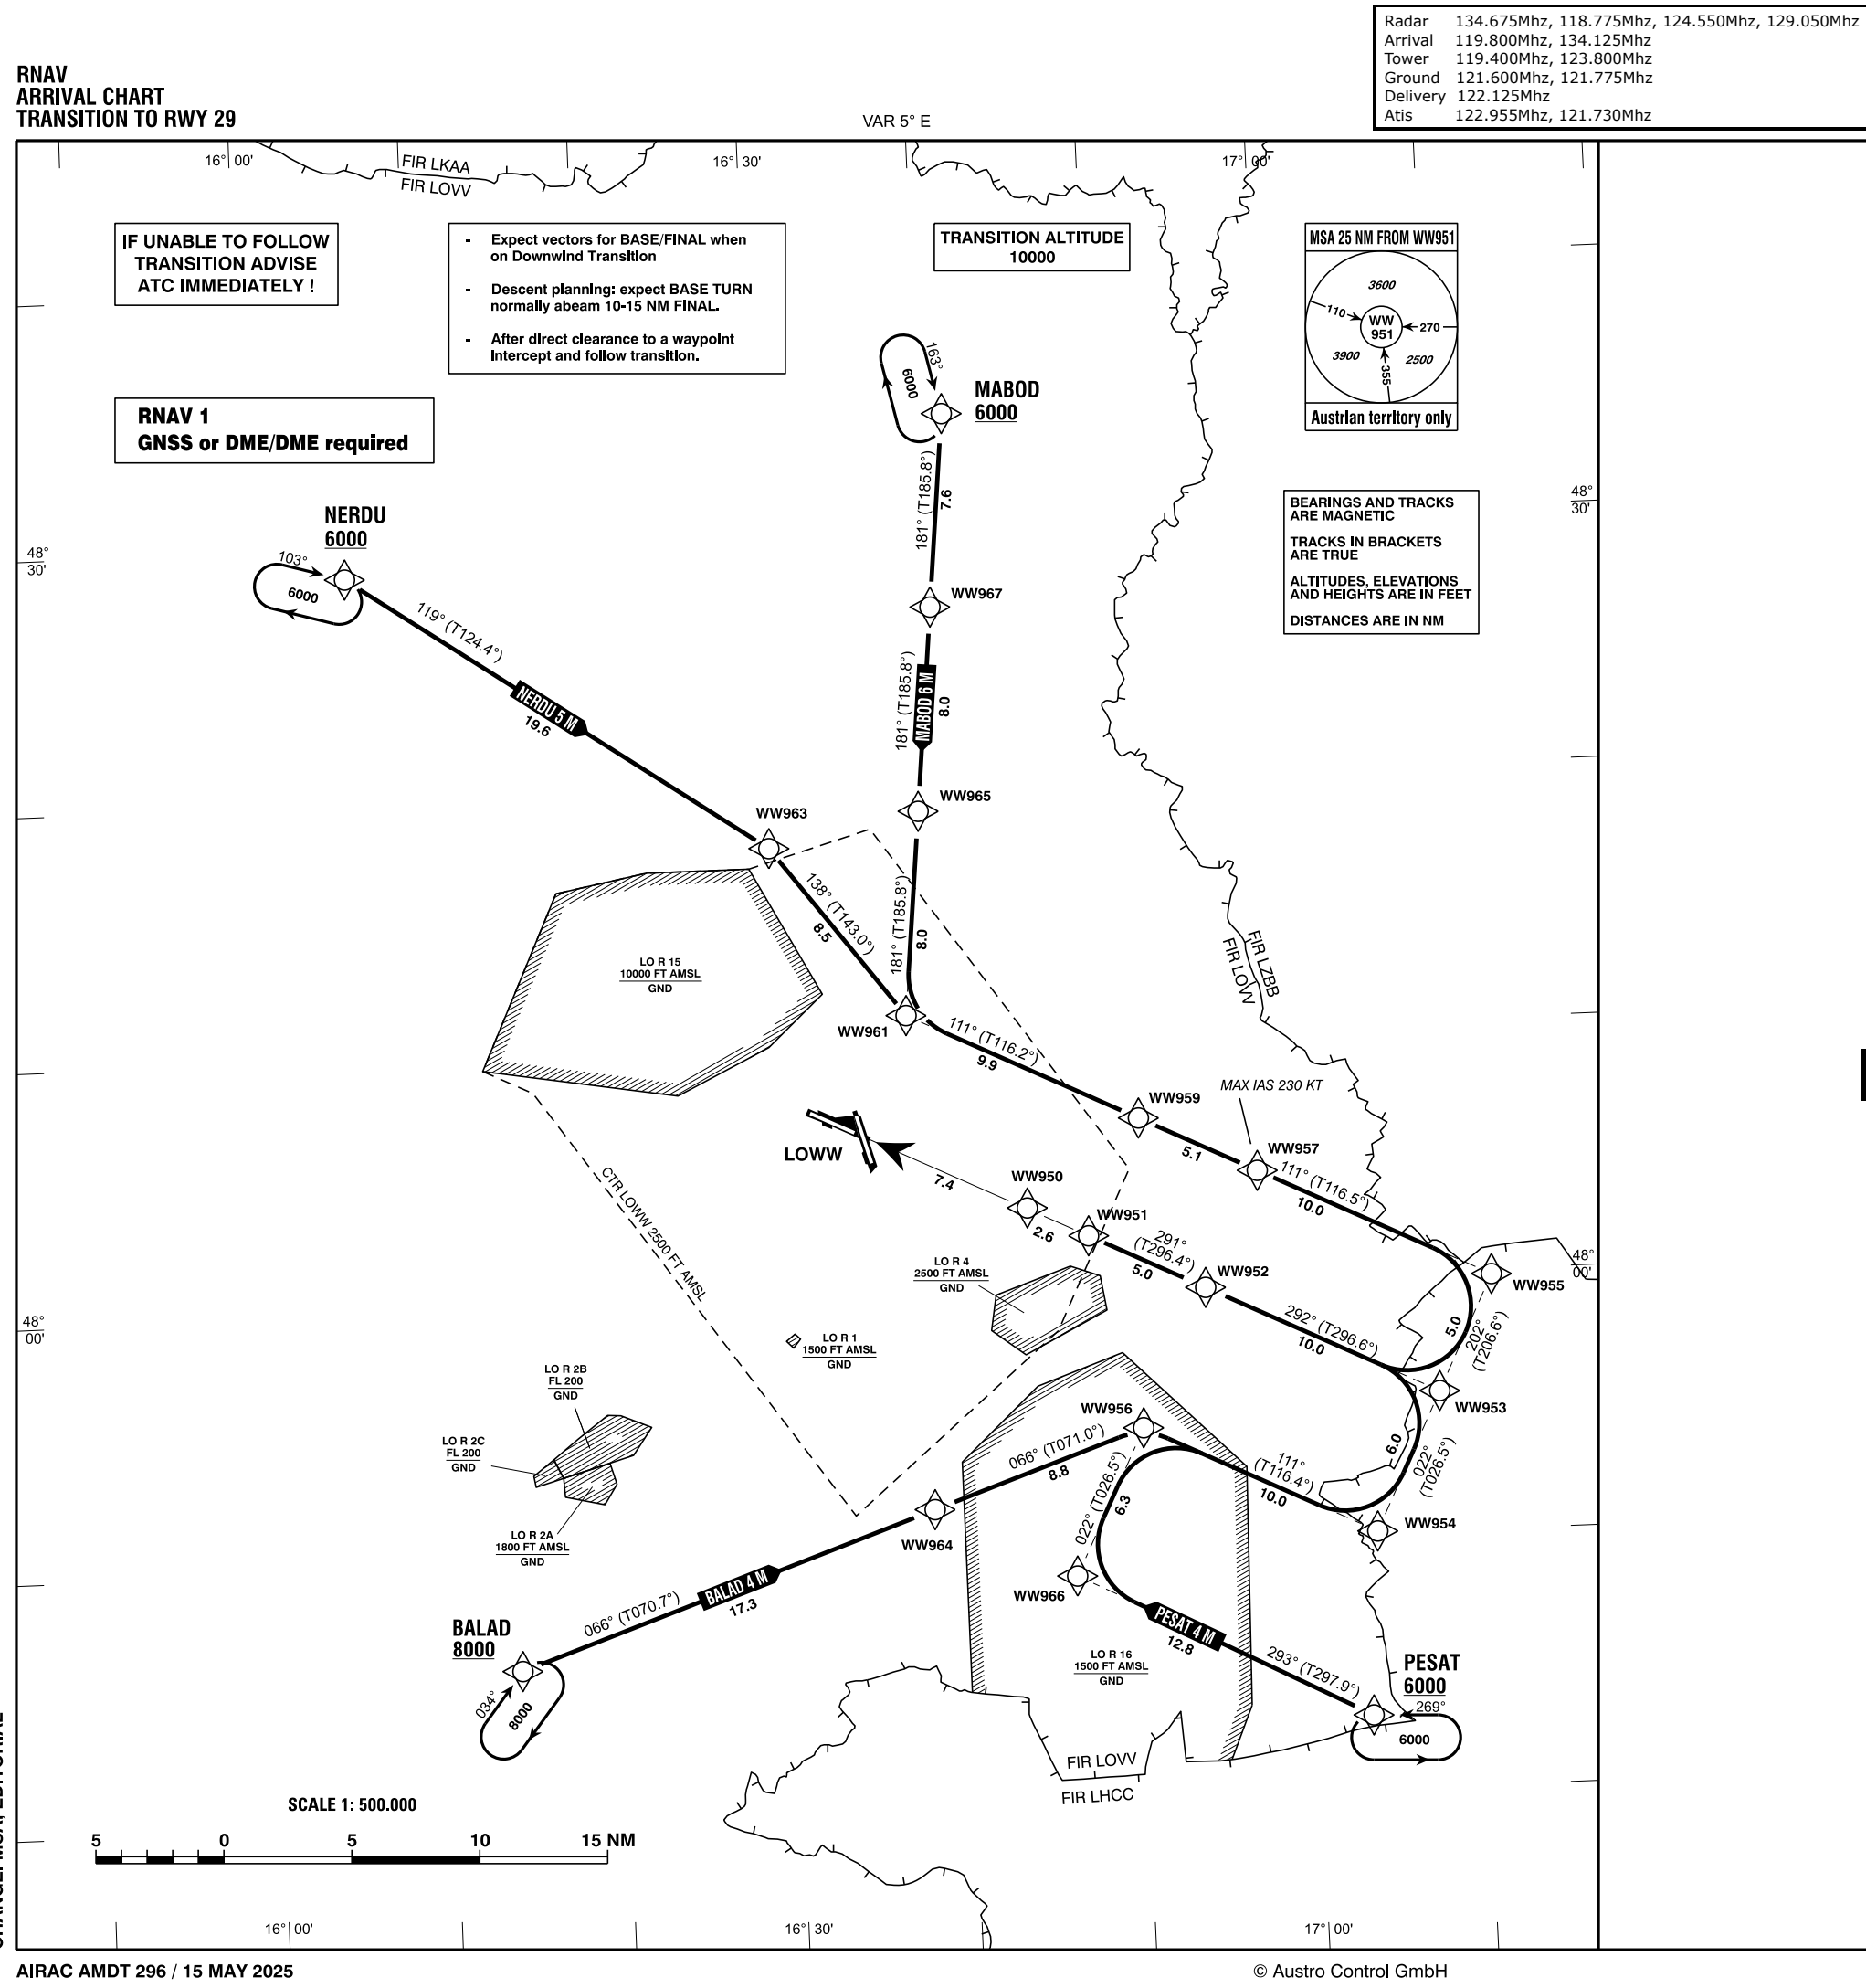 Radar 134.675Mhz, 118.775Mhz, 124.550Mhz, 129.050Mhz
Arrival 119.800Mhz, 134.125Mhz
Tower 119.400Mhz, 123.800Mhz
Ground 121.600Mhz, 121.775Mhz
Delivery 122.125Mhz
Atis 122.955Mhz, 121.730Mhz
RNAV
ARRIVAL CHART
TRANSITION TO RWY 29
VAR 5° E
16° 00'
16° 30'
17° 00'
FIR LKAA
FIR LOVV
IF UNABLE TO FOLLOW
TRANSITION ADVISE
ATC IMMEDIATELY !
- Expect vectors for BASE/FINAL when
on Downwind Transition
- Descent planning: expect BASE TURN
normally abeam 10-15 NM FINAL.
- After direct clearance to a waypoint
intercept and follow transition.
TRANSITION ALTITUDE
10000
MSA 25 NM FROM WW951
3600
110
WW
951
270
3900
2500
355
Austrian territory only
RNAV 1
GNSS or DME/DME required
163°
6000
MABOD
6000
181° (T185.8°)
7.6
48°
30'
BEARINGS AND TRACKS
ARE MAGNETIC
TRACKS IN BRACKETS
ARE TRUE
ALTITUDES, ELEVATIONS
AND HEIGHTS ARE IN FEET
DISTANCES ARE IN NM
NERDU
6000
48°
30'
103°
6000
119° (T124.4°)
NERDU 5 M
19.6
WW967
181° (T185.8°)
MABOD 6 M
8.0
WW965
WW963
138° (T143.0°)
8.5
181° (T185.8°)
8.0
LO R 15
10000 FT AMSL
GND
FIR LZBB
FIR LOVV
WW961
111° (T116.2°)
9.9
MAX IAS 230 KT
WW959
5.1
WW957
111° (T116.5°)
10.0
LOWW
7.4
WW950
2.6
WW951
291°
(T296.4°)
5.0
WW952
48°
00'
WW955
CTR LOWW 2500 FT AMSL
LO R 4
2500 FT AMSL
GND
292° (T296.6°)
10.0
5.0
202°
(T206.6°)
48°
00'
LO R 1
1500 FT AMSL
GND
LO R 2B
FL 200
GND
WW953
WW956
LO R 2C
FL 200
GND
066° (T071.0°)
8.8
022° (T026.5°)
6.3
111°
(T116.4°)
10.0
6.0
022°
(T026.5°)
LO R 2A
1800 FT AMSL
GND
WW964
WW954
WW966
BALAD 4 M
17.3
066° (T070.7°)
BALAD
8000
034°
8000
PESAT 4 M
12.8
293° (T297.9°)
LO R 16
1500 FT AMSL
GND
PESAT
6000
269°
6000
FIR LOVV
FIR LHCC
SCALE 1: 500.000
5 0 5 10 15 NM
16° 00'
16° 30'
17° 00'
AIRAC AMDT 296 / 15 MAY 2025
© Austro Control GmbH